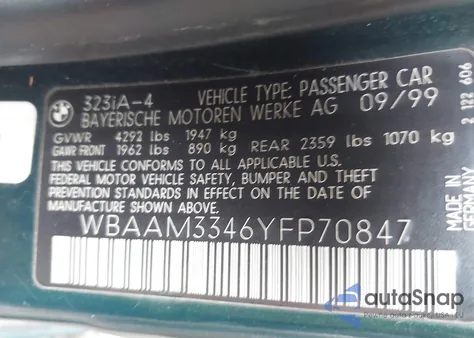 323iA-4 VEHICLE TYPE: PASSENGER CAR
BAYERISCHE MOTOREN WERKE AG 09/99
GVWR 4292 lbs 1947 kg
GAWR FRONT 1962 lbs 890 kg REAR 2359 lbs 1070 kg
THIS VEHICLE CONFORMS TO ALL APPLICABLE U.S.
FEDERAL MOTOR VEHICLE SAFETY, BUMPER AND THEFT
PREVENTION STANDARDS IN EFFECT ON THE DATE OF
MANUFACTURE SHOWN ABOVE.
WBAAM3346YFP70847
2 132 606
MADE IN
GERMANY
autoSnap